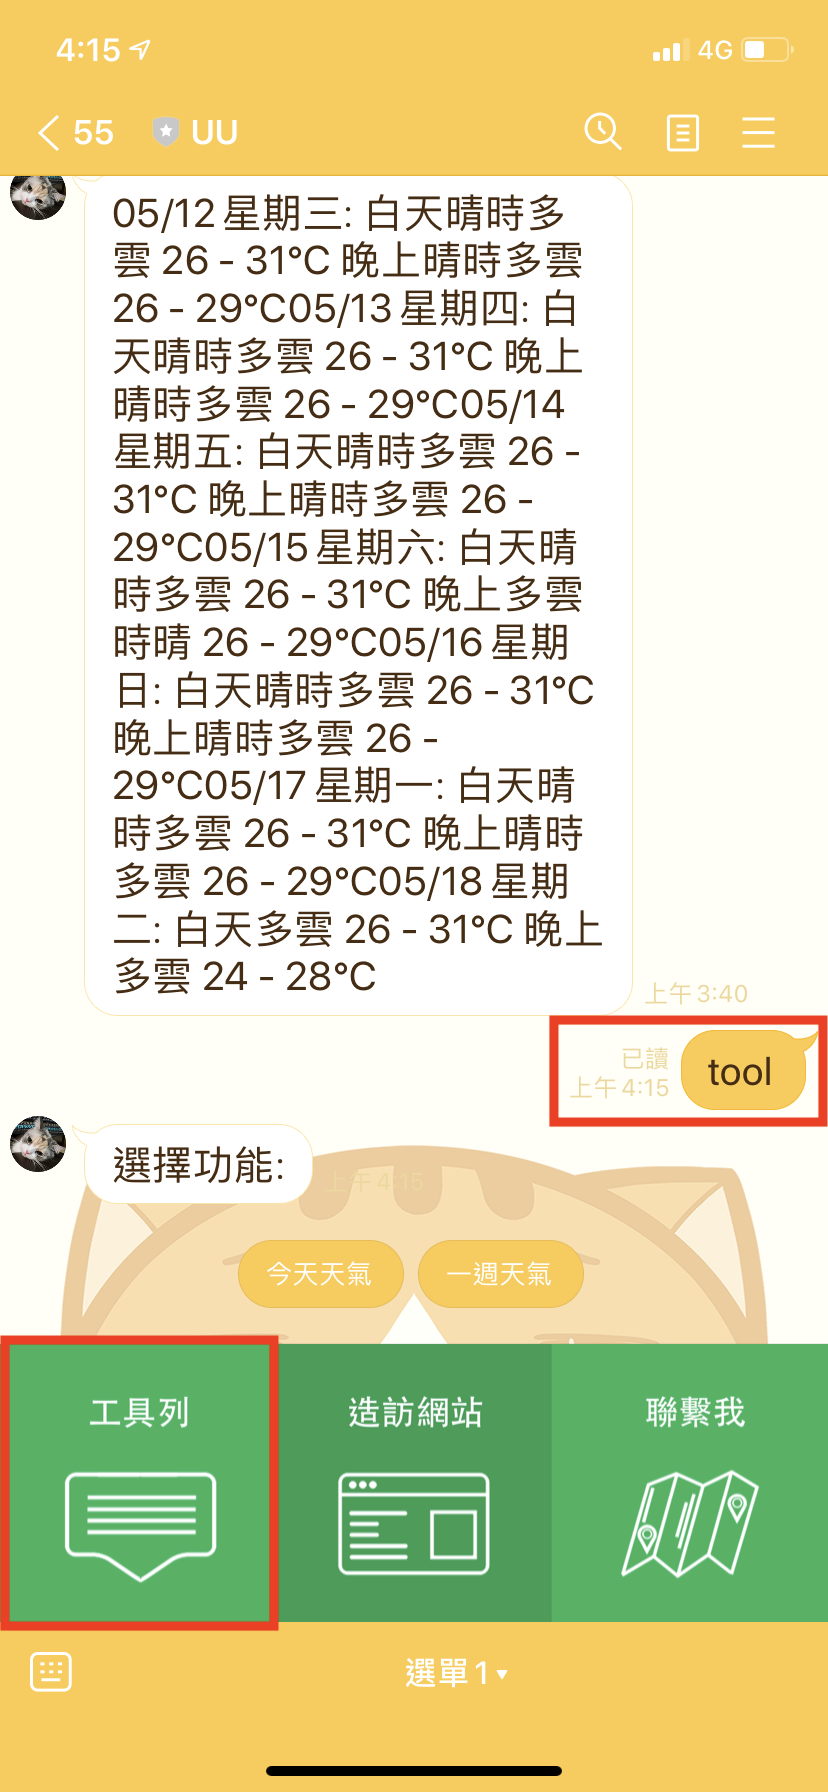 4:15
4G
55
UU
05/12 星期三: 白天晴時多
雲 26 - 31°C 晚上晴時多雲
26 - 29°C05/13 星期四: 白
天晴時多雲 26 - 31°C 晚上
晴時多雲 26 - 29°C05/14
星期五: 白天晴時多雲 26 -
31°C 晚上晴時多雲 26 -
29°C05/15 星期六: 白天晴
時多雲 26 - 31°C 晚上多雲
時晴 26 - 29°C05/16 星期
日: 白天晴時多雲 26 - 31°C
晚上晴時多雲 26 -
29°C05/17 星期一: 白天晴
時多雲 26 - 31°C 晚上晴時
多雲 26 - 29°C05/18 星期
二: 白天多雲 26 - 31°C 晚上
多雲 24 - 28°C
上午 3:40
已讀
上午 4:15
tool
選擇功能:
上午 4:15
今天天氣
一週天氣
工具列
造訪網站
聯繫我
選單 1